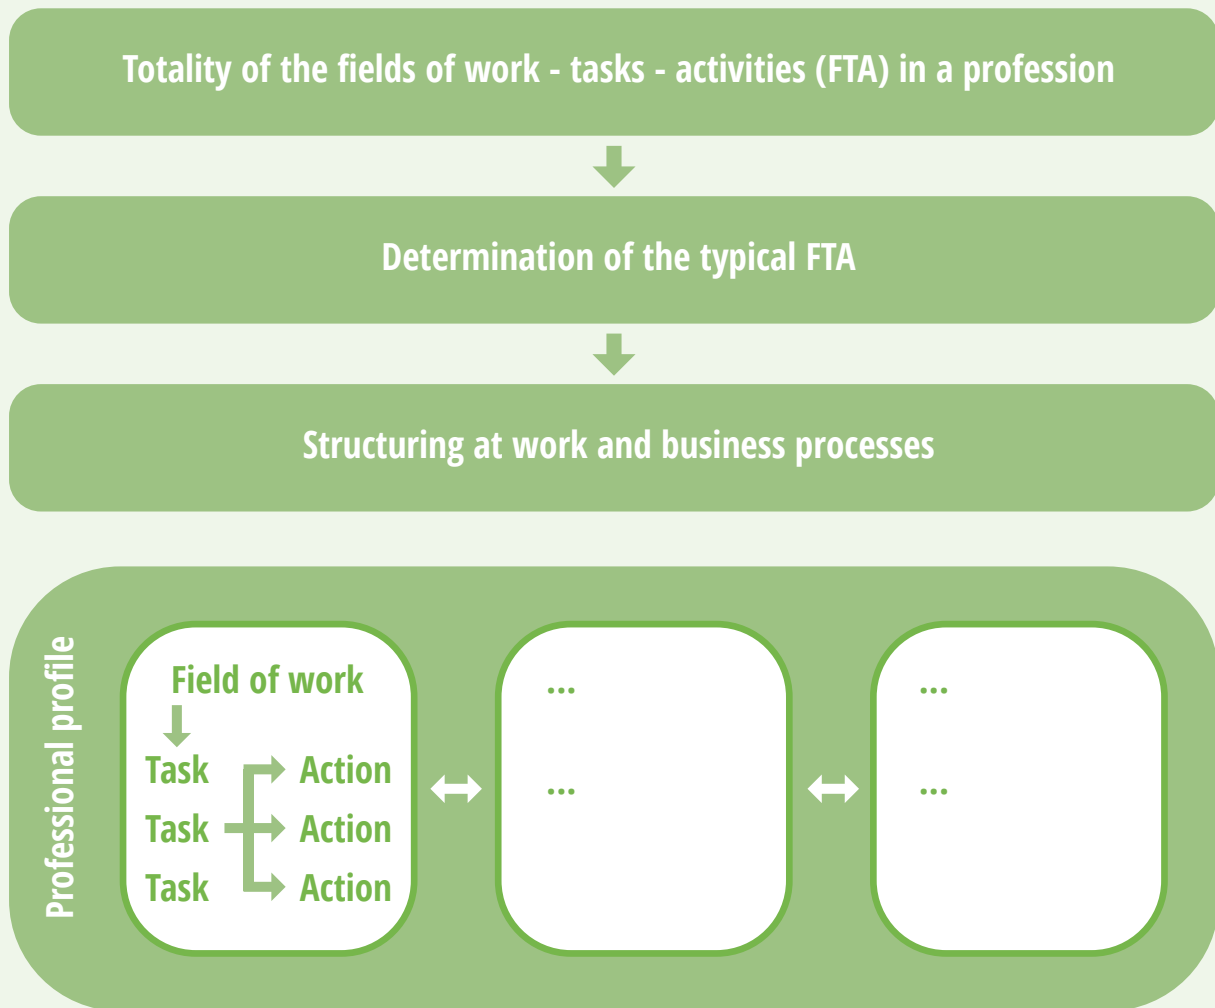 Totality of the fields of work - tasks - activities (FTA) in a profession
Determination of the typical FTA
Structuring at work and business processes
Professional profile
Field of work
Task
Action
Task
Action
Task
Action
...
...
...
...